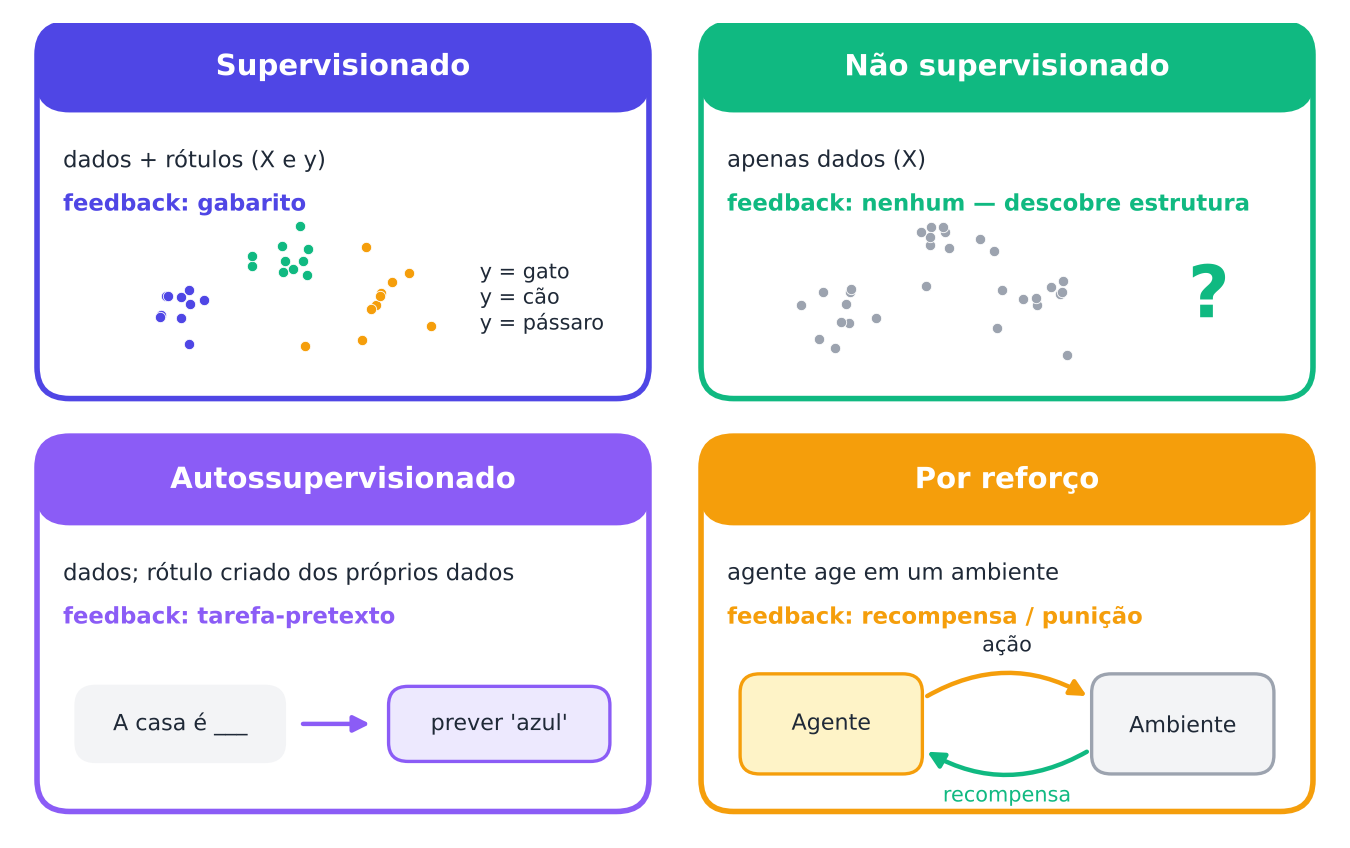 Supervisionado
dados + rótulos (X e y)
feedback: gabarito
y = gato
y = cão
y = pássaro
Não supervisionado
apenas dados (X)
feedback: nenhum — descobre estrutura
?
Autossupervisionado
dados; rótulo criado dos próprios dados
feedback: tarefa-pretexto
A casa é ___
prever 'azul'
Por reforço
agente age em um ambiente
feedback: recompensa / punição
ação
Agente
Ambiente
recompensa